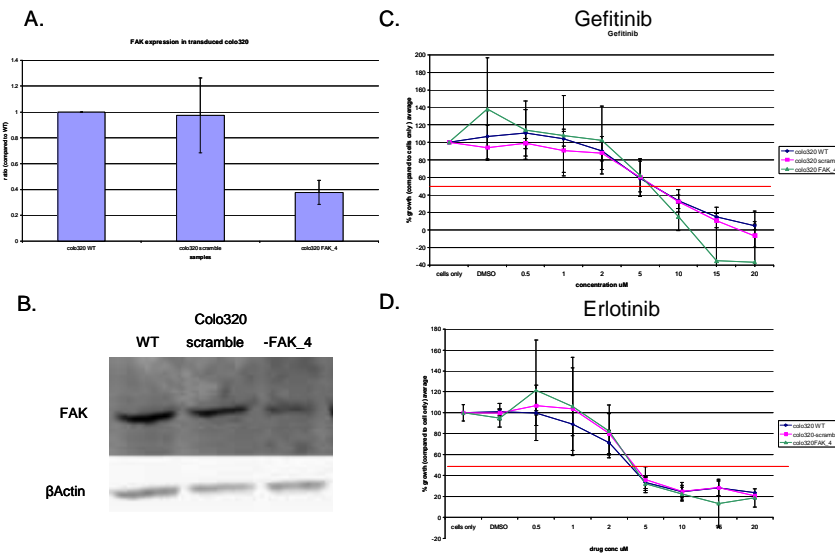 A.
FAK expression in transduced colo320
1.4
1.2
1
0.8
0.6
0.4
0.2
0
ratio (compared to WT)
colo320 WT
colo320 scramble
colo320 FAK_4
samples
B.
Colo320
WT
scramble
-FAK_4
FAK
βActin
C.
Gefitinib
Gefitinib
200
180
160
140
120
100
80
60
40
20
0
-20
-40
% growth (compared to cells only) average
cells only
DMSO
0.5
1
2
5
10
15
20
concentration uM
colo320 WT
colo320 scram
colo320 FAK_4
D.
Erlotinib
180
160
140
120
100
80
60
40
20
0
-20
% growth (compared to cell only) average
cells only
DMSO
0.5
1
2
5
10
15
20
drug conc uM
colo320 WT
colo320-scramb
colo320FAK_4